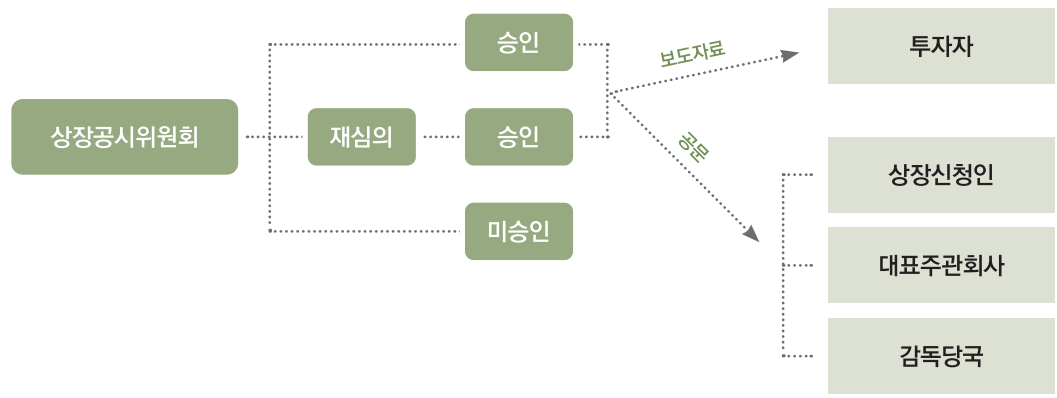 상장공시위원회
승인
재심의
승인
미승인
보도자료
공문
투자자
상장신청인
대표주관회사
감독당국